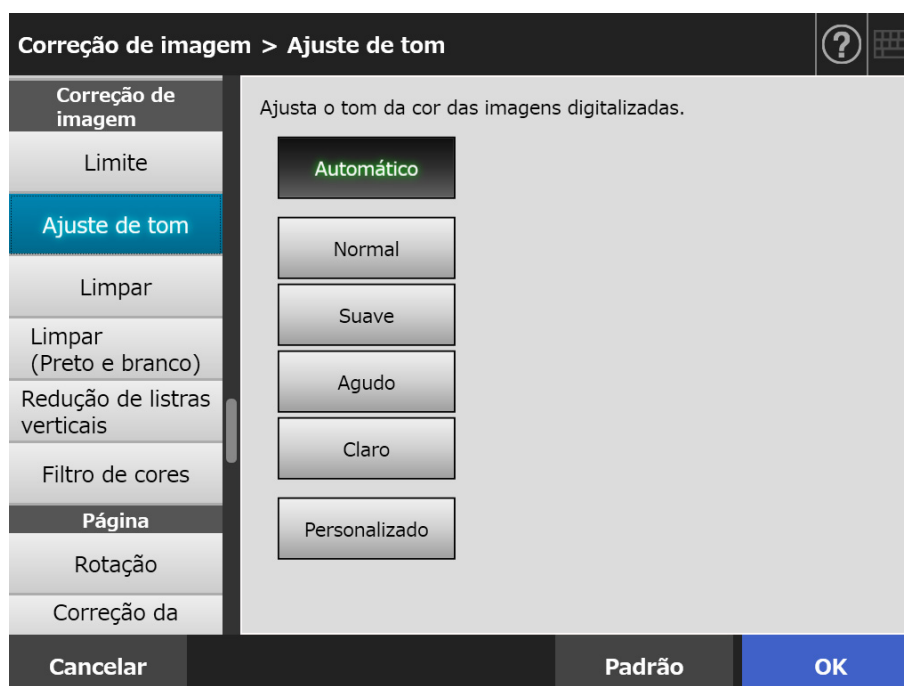 Correção de imagem > Ajuste de tom
?
Correção de
imagem
Limite
Ajuste de tom
Limpar
Limpar
(Preto e branco)
Redução de listras
verticais
Filtro de cores
Página
Rotação
Correção da
Ajusta o tom da cor das imagens digitalizadas.
Automático
Normal
Suave
Agudo
Claro
Personalizado
Cancelar
Padrão
OK